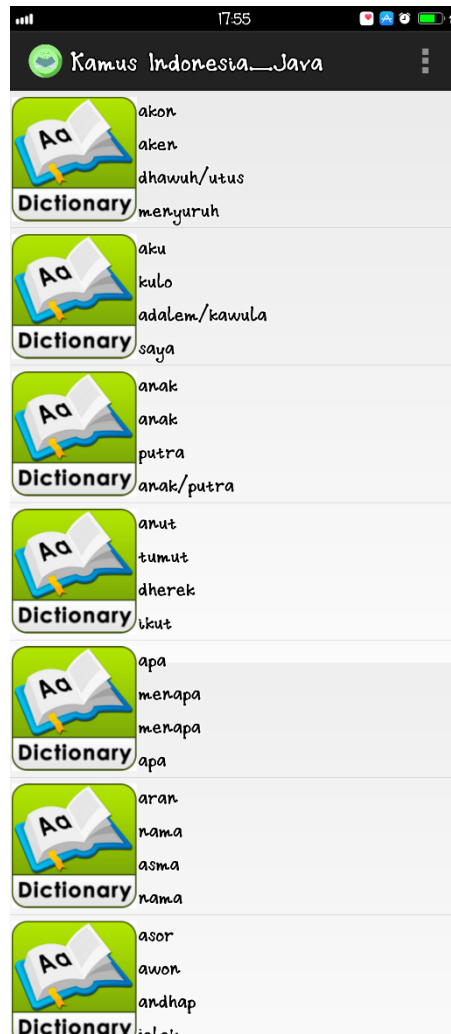 17:55
Kamus Indonesia_Java
akon
aken
dhawuh/utus
menyuruh
Aa
Dictionary
aku
kulo
adalem/kawula
saya
Aa
Dictionary
anak
anak
putra
anak/putra
Aa
Dictionary
anut
tumut
dherek
ikut
Aa
Dictionary
apa
menapa
menapa
apa
Aa
Dictionary
aran
nama
asma
nama
Aa
Dictionary
asor
awon
andhap
Aa
Dictionary